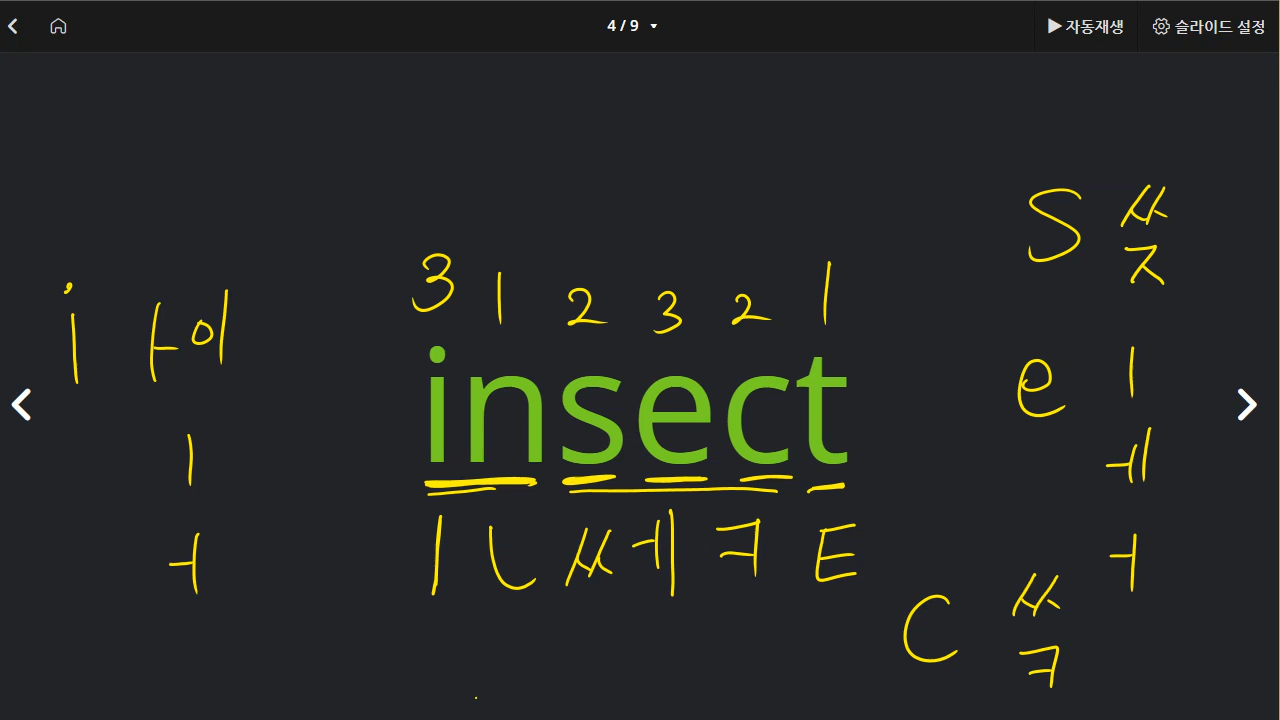 4 / 9
자동재생
슬라이드 설정
S ㅆ
ㅈ
3 1 2 3 2 1
i ㅏ이
insect
e ㅣ
ㅣ
ㅔ
ㅣ ㄴ ㅆ ㅔ ㅋ ㅌ
ㅓ
ㅓ
C ㅆ
ㅋ